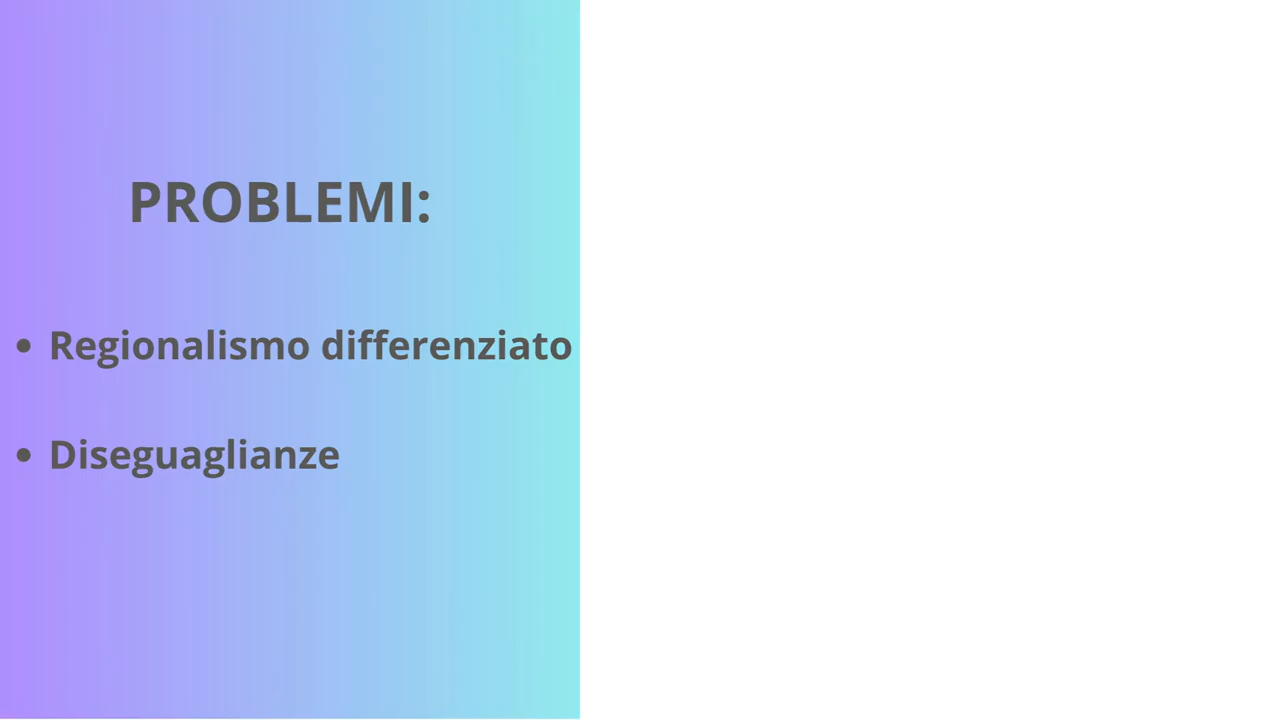 PROBLEMI:
• Regionalismo differenziato
• Diseguaglianze